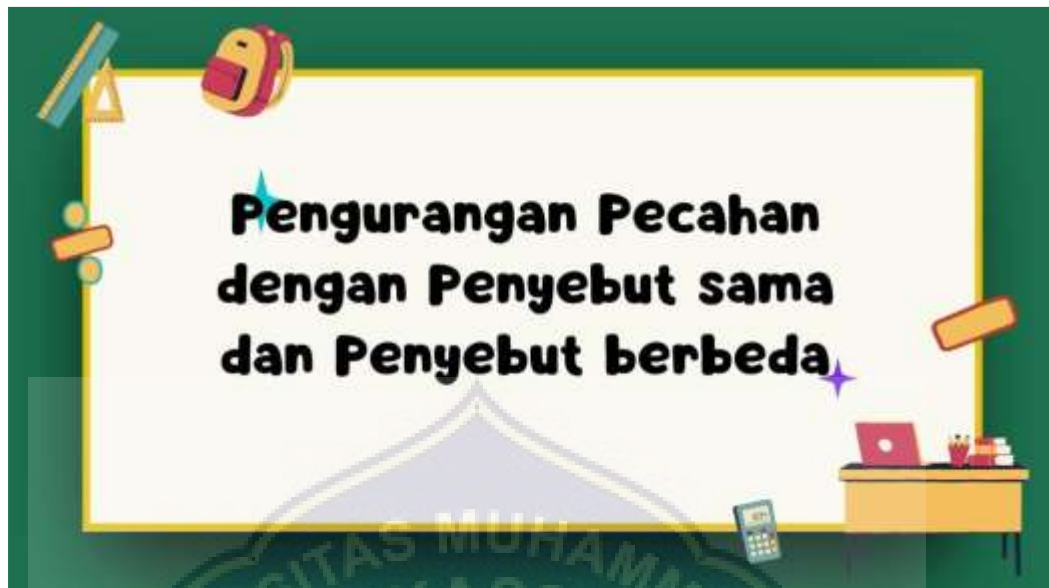 Pengurangan Pecahan
dengan Penyebut sama
dan Penyebut berbeda